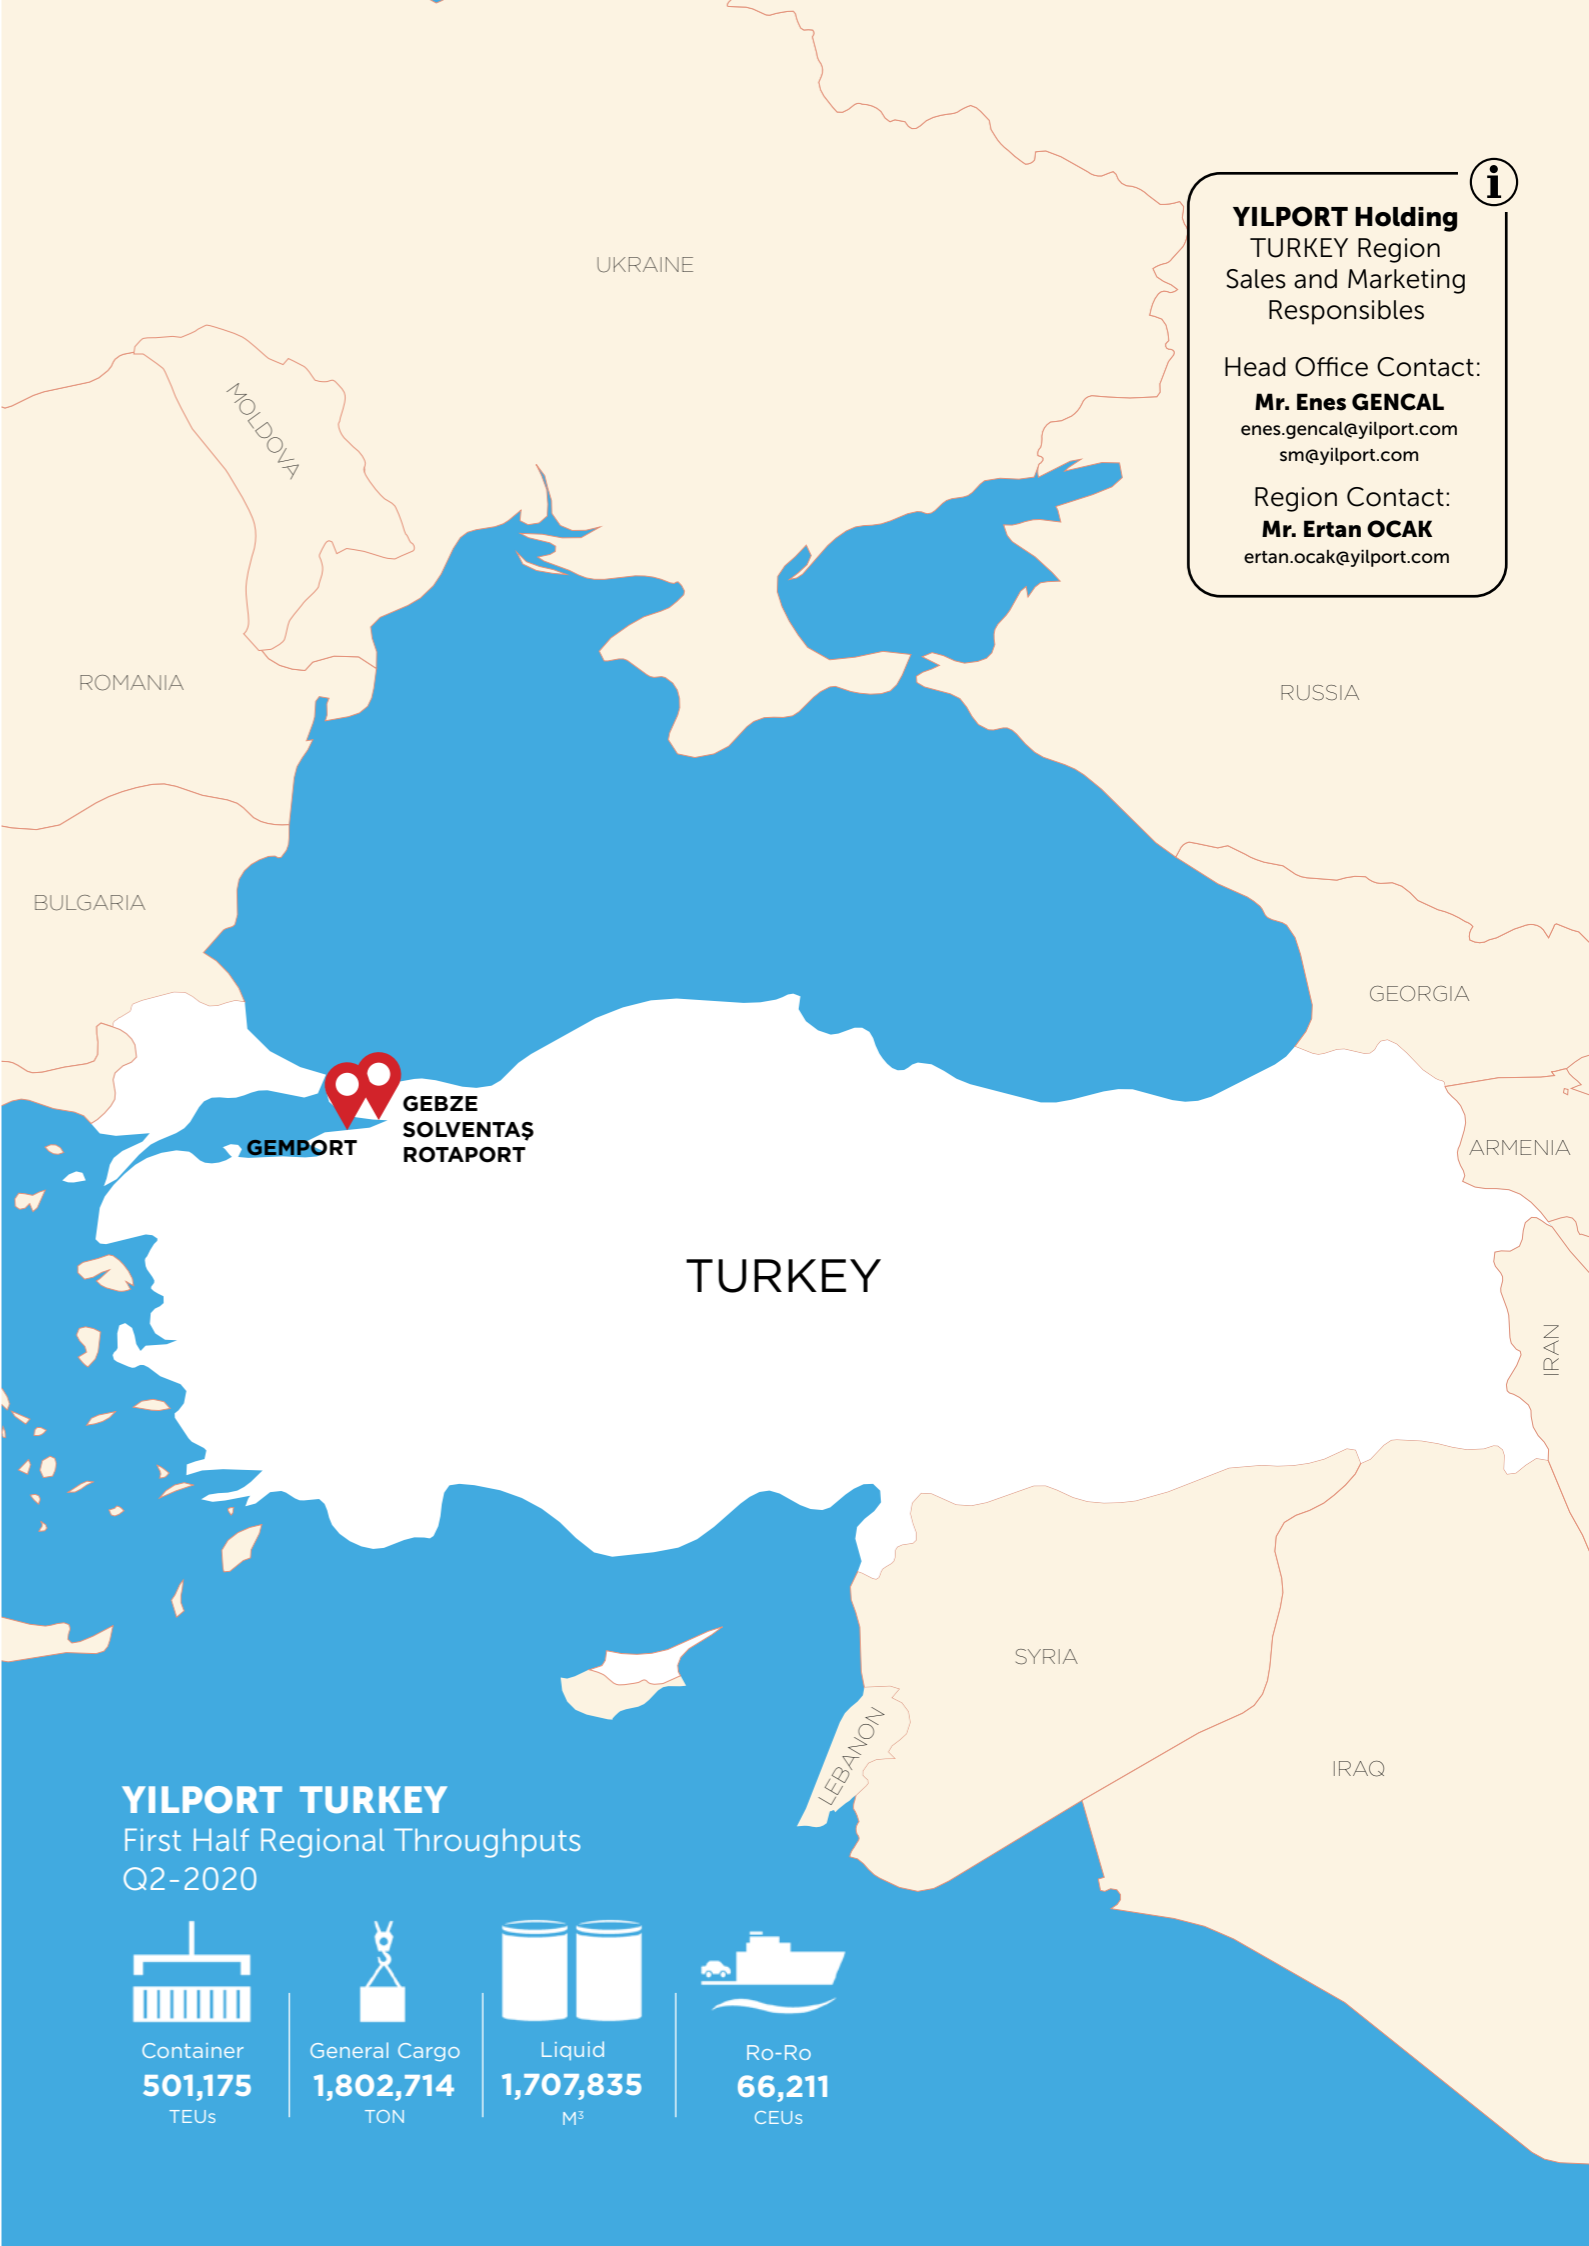 YILPORT Holding
TURKEY Region
Sales and Marketing
Responsibles
Head Office Contact:
Mr. Enes GENCAL
enes.gencal@yilport.com
sm@yilport.com
Region Contact:
Mr. Ertan OCAK
ertan.ocak@yilport.com
UKRAINE
MOLDOVA
ROMANIA
RUSSIA
BULGARIA
GEORGIA
GEBZE
SOLVENTAŞ
ROTAPORT
GEMPORT
ARMENIA
TURKEY
IRAN
SYRIA
LEBANON
IRAQ
YILPORT TURKEY
First Half Regional Throughputs
Q2-2020
Container
501,175
TEUs
General Cargo
1,802,714
TON
Liquid
1,707,835
M³
Ro-Ro
66,211
CEUs